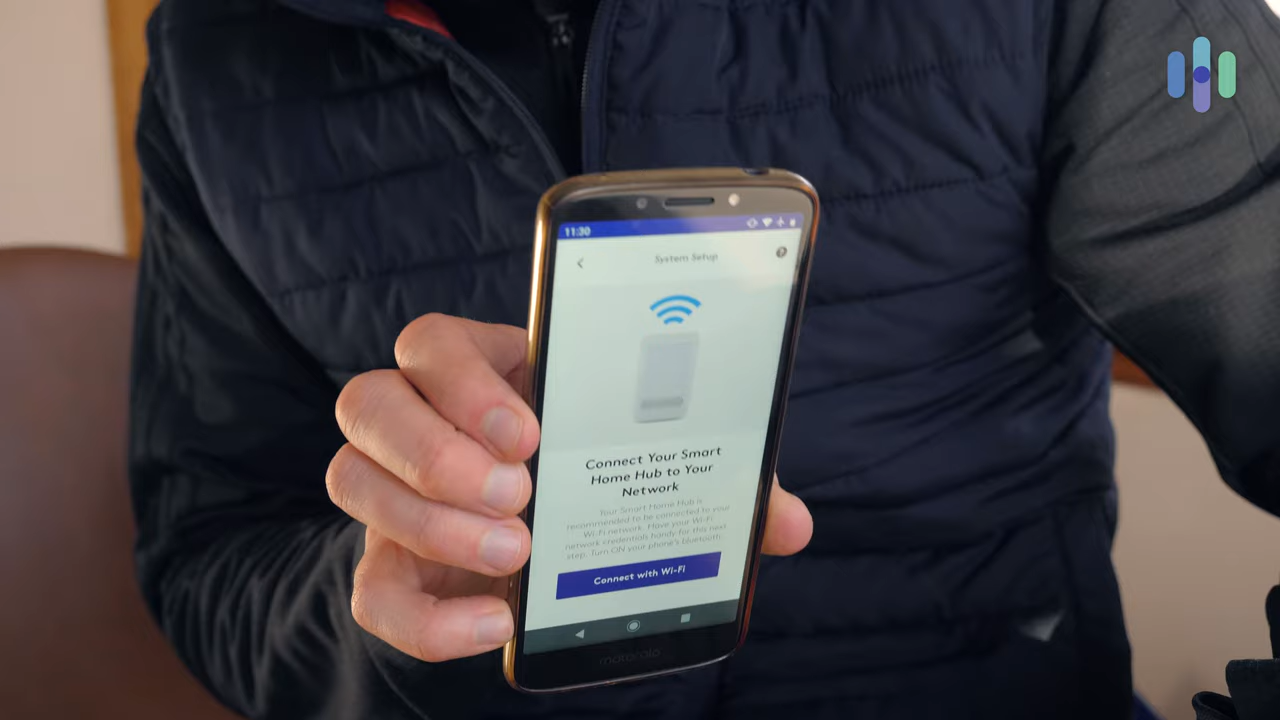 11:30
System Setup
Connect Your Smart
Home Hub to Your
Network
Your Smart Home Hub is
recommended to be connected to your
Wi-Fi network. Have your Wi-Fi
network credentials handy for this next
step. Turn ON your phone's bluetooth.
Connect with Wi-Fi
motorola